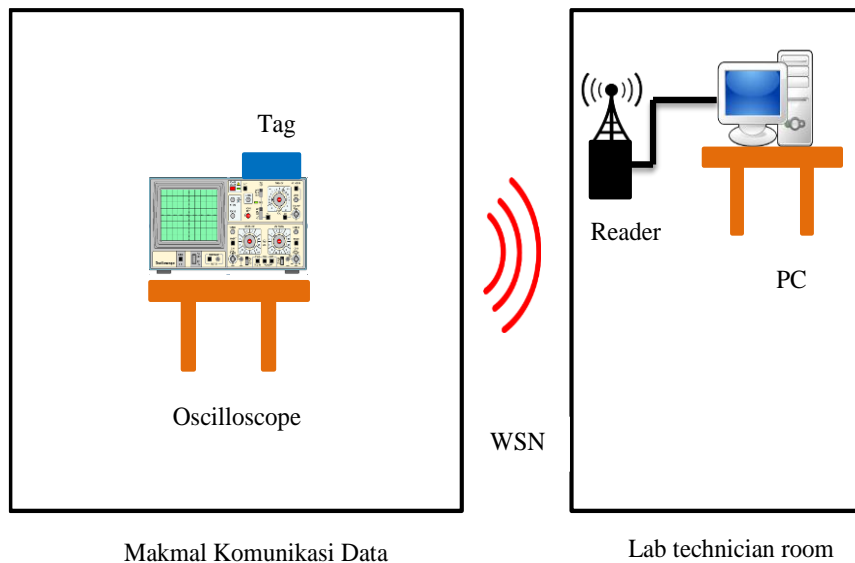 Tag
Reader
PC
Oscilloscope
WSN
Makmal Komunikasi Data
Lab technician room